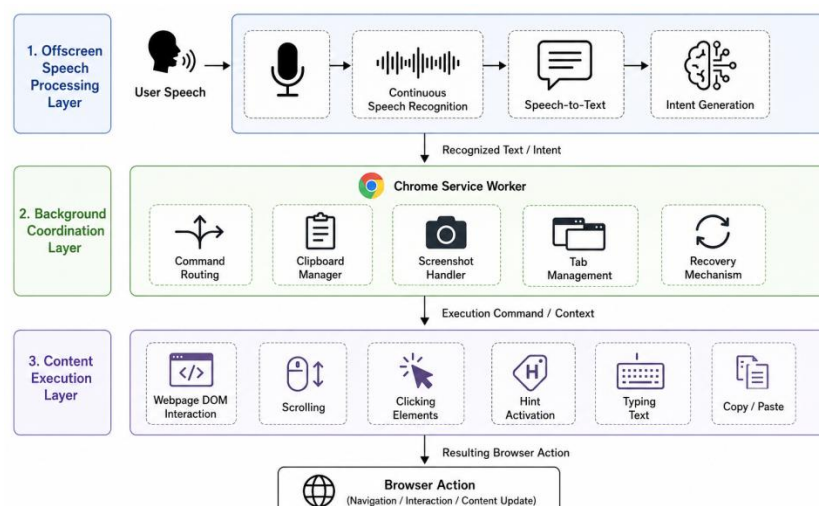 1. Offscreen
Speech
Processing
Layer
User Speech
Continuous
Speech Recognition
Speech-to-Text
Intent Generation
Recognized Text / Intent
2. Background
Coordination
Layer
Chrome Service Worker
Command
Routing
Clipboard
Manager
Screenshot
Handler
Tab
Management
Recovery
Mechanism
Execution Command / Context
3. Content
Execution
Layer
</>
Webpage DOM
Interaction
Scrolling
Clicking
Elements
H
Hint
Activation
Typing
Text
Copy / Paste
Resulting Browser Action
Browser Action
(Navigation / Interaction / Content Update)